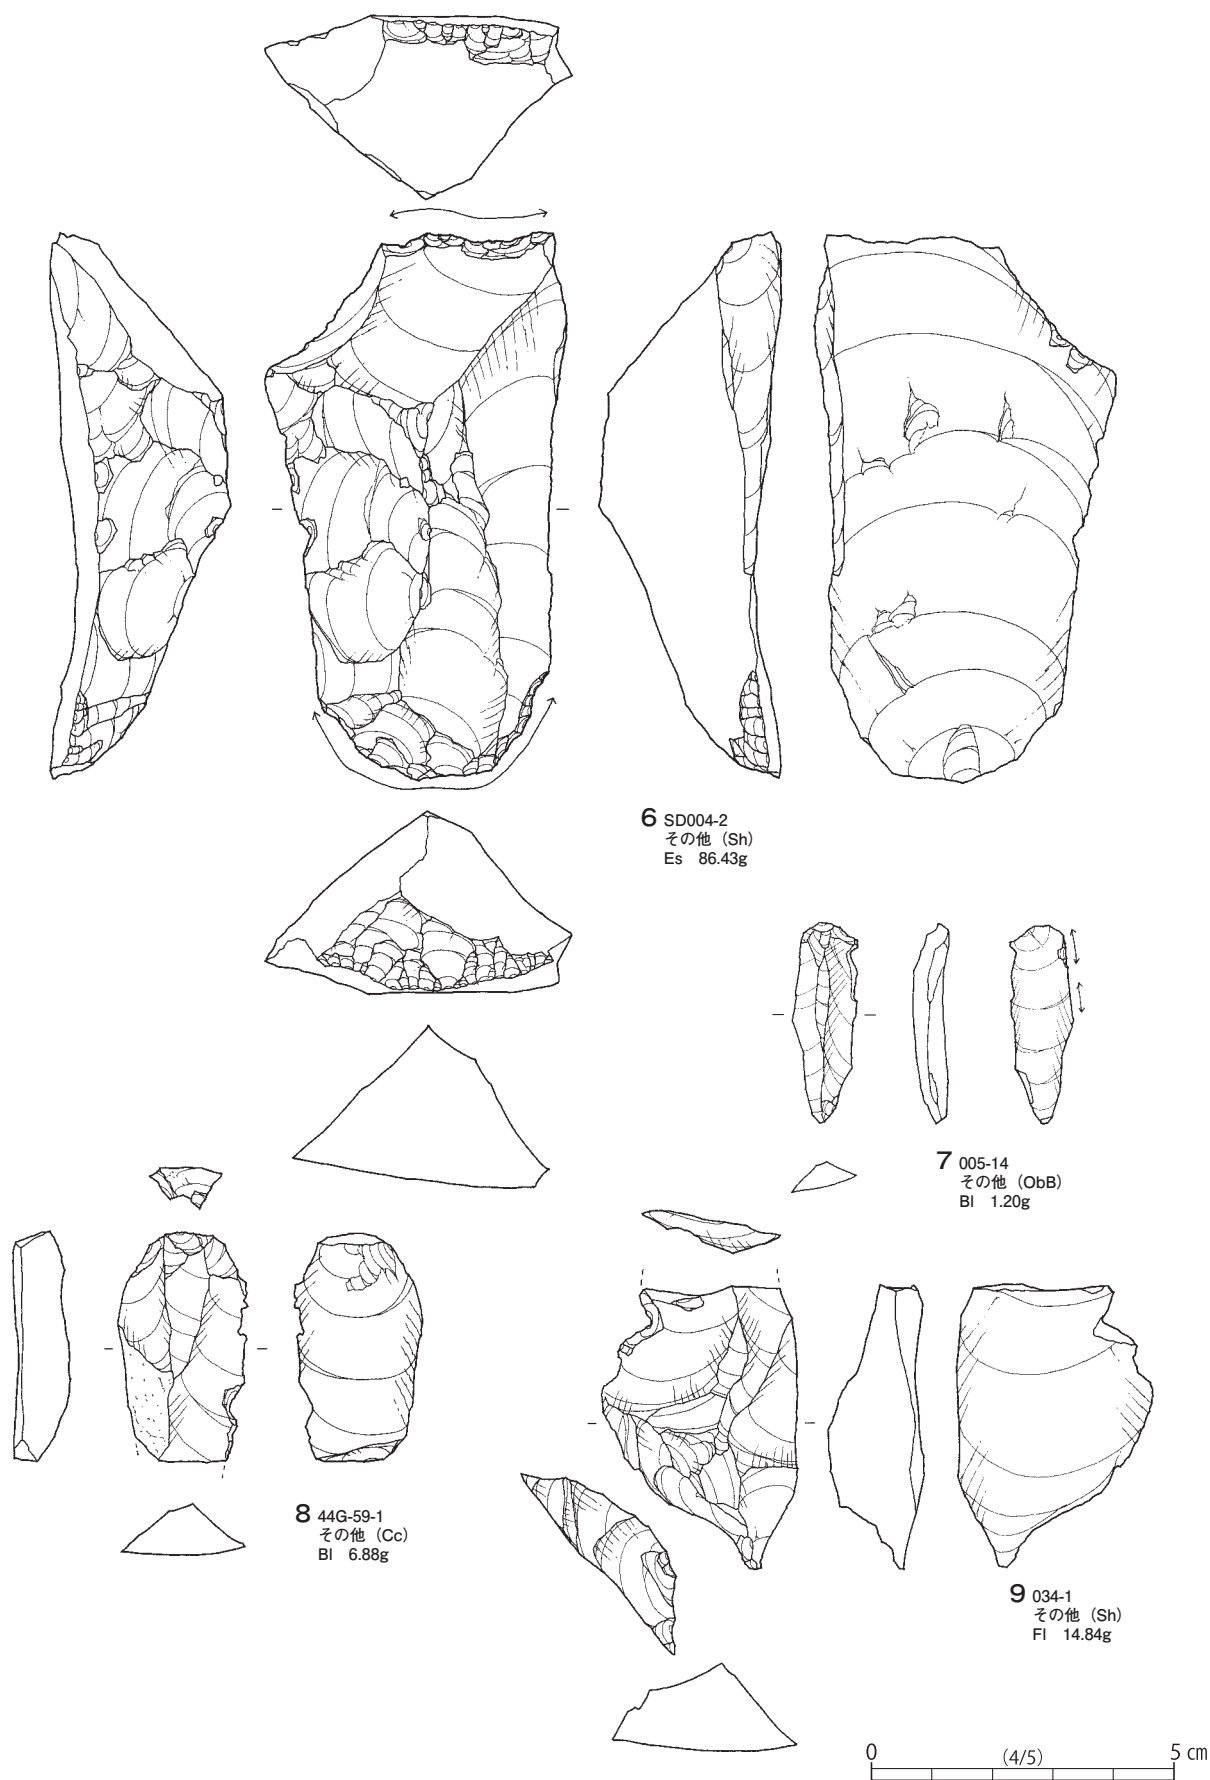 6 SD004-2
その他（Sh）
Es 86.43g
7 005-14
その他（ObB）
Bl 1.20g
8 44G-59-1
その他（Cc）
Bl 6.88g
9 034-1
その他（Sh）
Fl 14.84g
0 (4/5) 5 cm